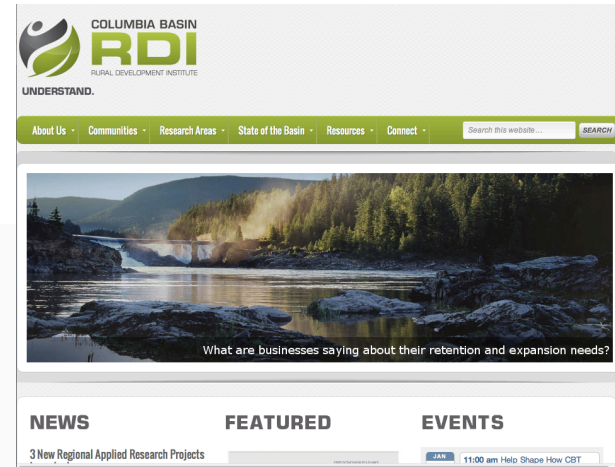 COLUMBIA BASIN
RDI
RURAL DEVELOPMENT INSTITUTE
UNDERSTAND.
About Us Communities Research Areas State of the Basin Resources Connect Search this website... SEARCH
What are businesses saying about their retention and expansion needs?
NEWS FEATURED EVENTS
3 New Regional Applied Research Projects
JAN 11:00 am Help Shape How CBT